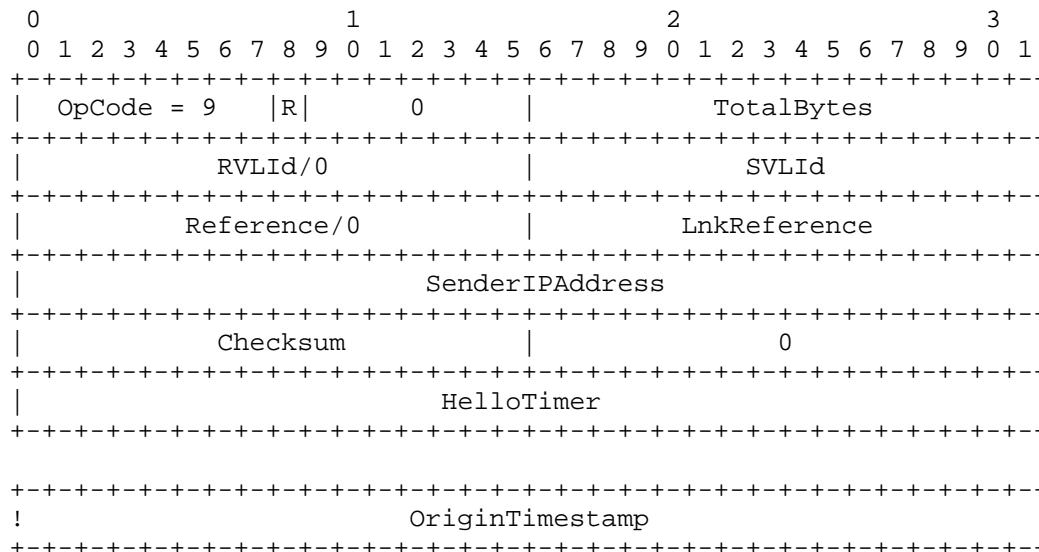 0                   1                   2                   3
 0 1 2 3 4 5 6 7 8 9 0 1 2 3 4 5 6 7 8 9 0 1 2 3 4 5 6 7 8 9 0 1
+-+-+-+-+-+-+-+-+-+-+-+-+-+-+-+-+-+-+-+-+-+-+-+-+-+-+-+-+-+-+-+--
|  OpCode = 9   |R|      0      |           TotalBytes
+-+-+-+-+-+-+-+-+-+-+-+-+-+-+-+-+-+-+-+-+-+-+-+-+-+-+-+-+-+-+-+--
|            RVLId/0            |             SVLId
+-+-+-+-+-+-+-+-+-+-+-+-+-+-+-+-+-+-+-+-+-+-+-+-+-+-+-+-+-+-+-+--
|          Reference/0          |         LnkReference
+-+-+-+-+-+-+-+-+-+-+-+-+-+-+-+-+-+-+-+-+-+-+-+-+-+-+-+-+-+-+-+--
|                         SenderIPAddress
+-+-+-+-+-+-+-+-+-+-+-+-+-+-+-+-+-+-+-+-+-+-+-+-+-+-+-+-+-+-+-+--
|            Checksum           |               0
+-+-+-+-+-+-+-+-+-+-+-+-+-+-+-+-+-+-+-+-+-+-+-+-+-+-+-+-+-+-+-+--
|                          HelloTimer
+-+-+-+-+-+-+-+-+-+-+-+-+-+-+-+-+-+-+-+-+-+-+-+-+-+-+-+-+-+-+-+--

+-+-+-+-+-+-+-+-+-+-+-+-+-+-+-+-+-+-+-+-+-+-+-+-+-+-+-+-+-+-+-+--
!                        OriginTimestamp
+-+-+-+-+-+-+-+-+-+-+-+-+-+-+-+-+-+-+-+-+-+-+-+-+-+-+-+-+-+-+-+--